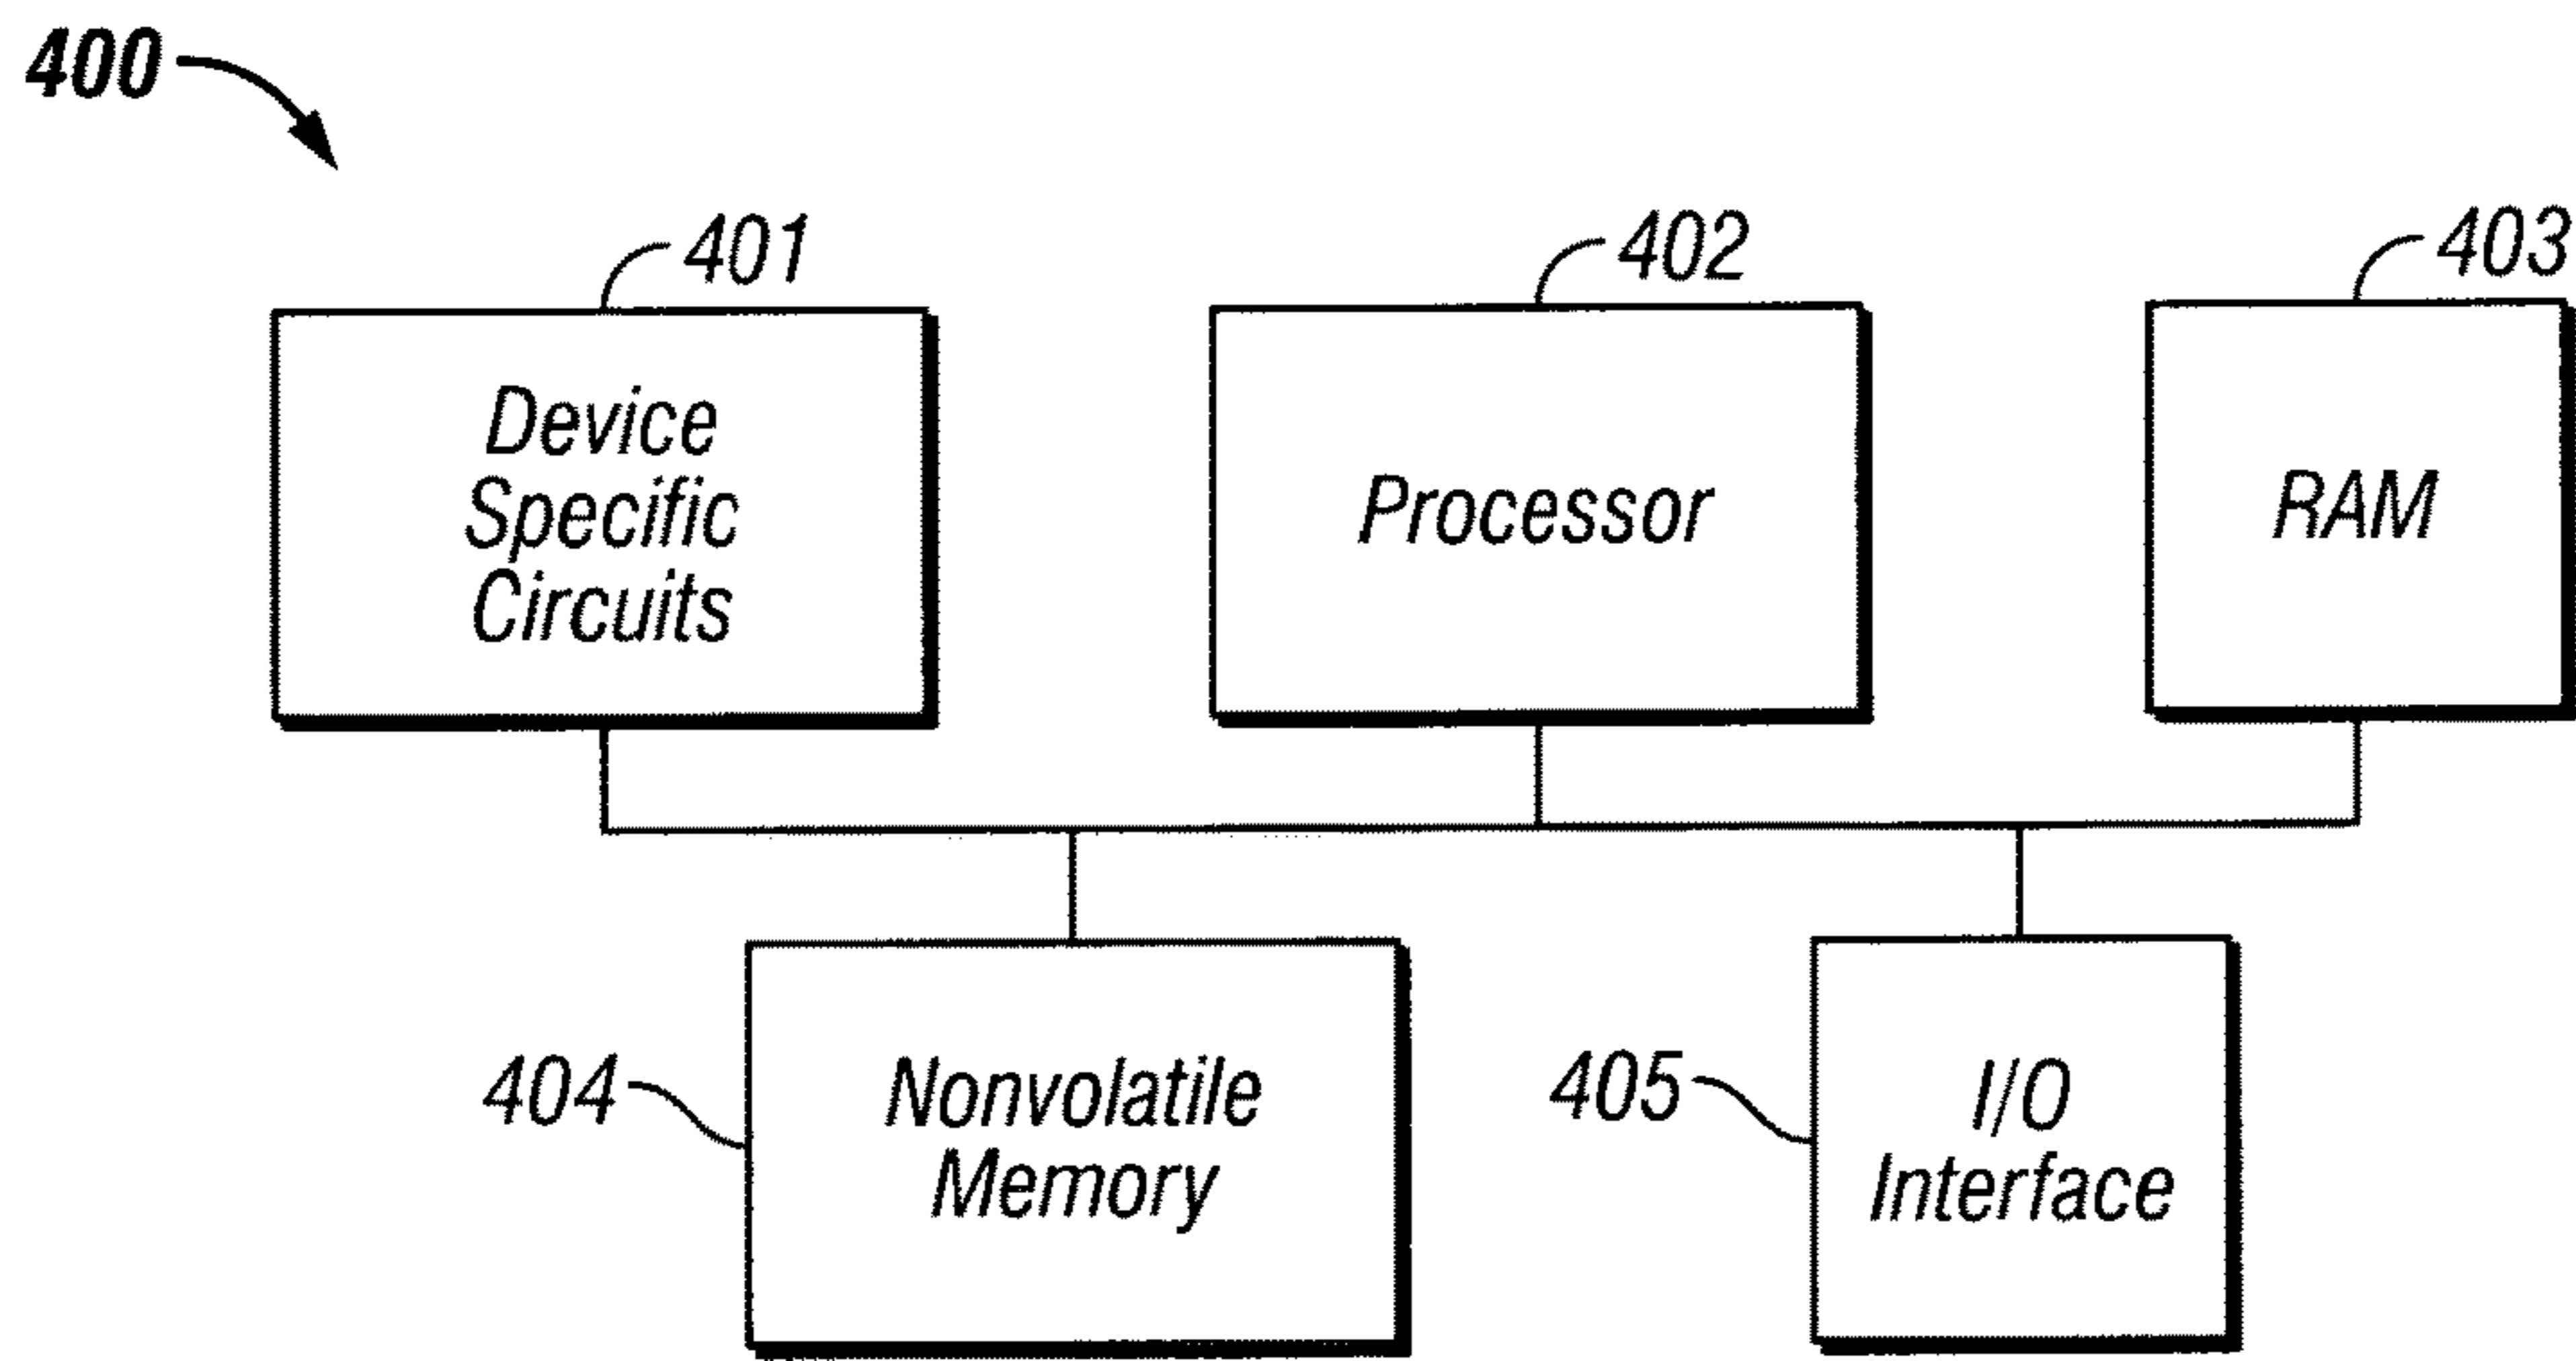 400
401
402
403
Device
Specific
Circuits
Processor
RAM
404
Nonvolatile
Memory
405
I/O
Interface